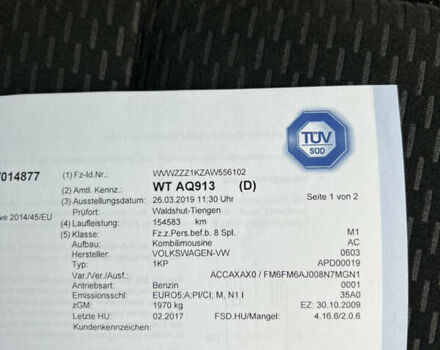 TÜV
SÜD
014877
(1) Fz-Id.Nr.: WVWZZZ1KZAW556102
(2) Amtl. Kennz.: WT AQ913 (D)
(3) Ausstellungsdatum: 26.03.2019 11:30 Uhr Seite 1 von 2
Prüfort: Waldshut-Tiengen
ve 2014/45/EU
(4) Laufleistung: 154583 km
(5) Klasse: Fz.z.Pers.bef.b. 8 Spl. M1
Aufbau: Kombilimousine AC
Hersteller: VOLKSWAGEN-VW 0603
Typ: 1KP APD00019
Var./Ver./Ausf.: ACCAXAX0 / FM6FM6AJ008N7MGN1
Antriebsart: Benzin 0001
Emissionsschl.: EURO5;A;PI/CI; M, N1 I 35A0
zGM: 1970 kg EZ: 30.10.2009
Letzte HU: 02.2017 FSD.HU/Mangel: 4.16.6/2.0.6
Kundenkennzeichen: